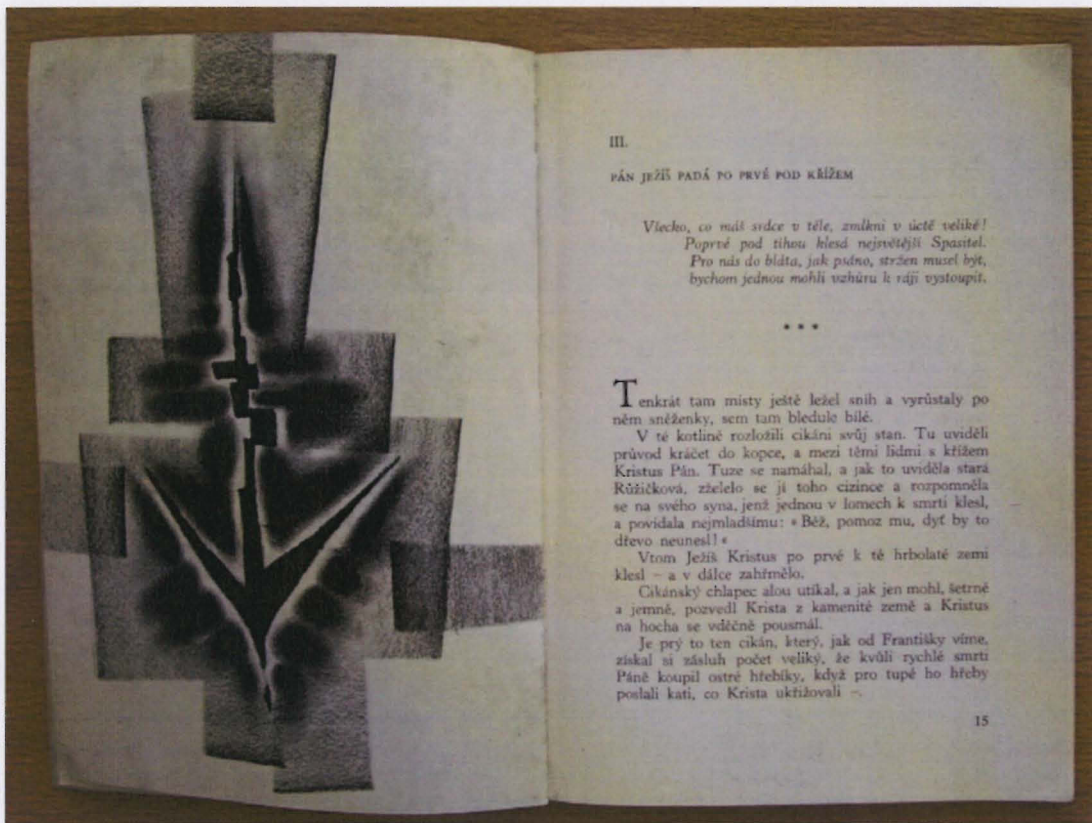 III.
PÁN JEŽÍŠ PADÁ PO PRVÉ POD KŘÍŽEM
Všecko, co máš srdce v těle, zmlkni v úctě veliké!
Poprvé pod tíhou klesá nejsvětější Spasitel.
Pro nás do bláta, jak psáno, stržen musel být,
bychom jednou mohli vzhůru k ráji vystoupit.
* * *
Tenkrát tam místy ještě ležel sníh a vyrůstaly po
něm sněženky, sem tam bledule bílé.
V té kotlině rozložili cikáni svůj stan. Tu uviděli
průvod kráčet do kopce, a mezi těmi lidmi s křížem
Kristus Pán. Tuze se namáhal, a jak to uviděla stará
Růžičková, zželelo se jí toho cizince a rozpomněla
se na svého syna, jenž jednou v lomech k smrti klesl,
a povídala nejmladšímu: » Běž, pomoz mu, dyť by to
dřevo neunesl! «
Vtom Ježíš Kristus po prvé k té hrbolaté zemi
klesl – a v dálce zahřmělo.
Cikánský chlapec alou utíkal, a jak jen mohl, šetrně
a jemně, pozvedl Krista z kamenité země a Kristus
na hocha se vděčně pousmál.
Je prý to ten cikán, který, jak od Františky víme,
získal si zásluh počet veliký, že kvůli rychlé smrti
Páně koupil ostré hřebíky, když pro tupé ho hřeby
poslali kati, co Krista ukřižovali –.
15